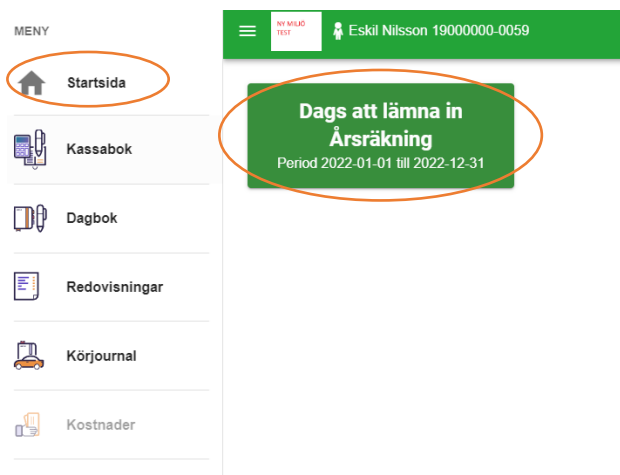 MENY
Startsida
Kassabok
Dagbok
Redovisningar
Körjournal
Kostnader
NY MILJÖ
TEST
Eskil Nilsson 19000000-0059
Dags att lämna in
Årsräkning
Period 2022-01-01 till 2022-12-31